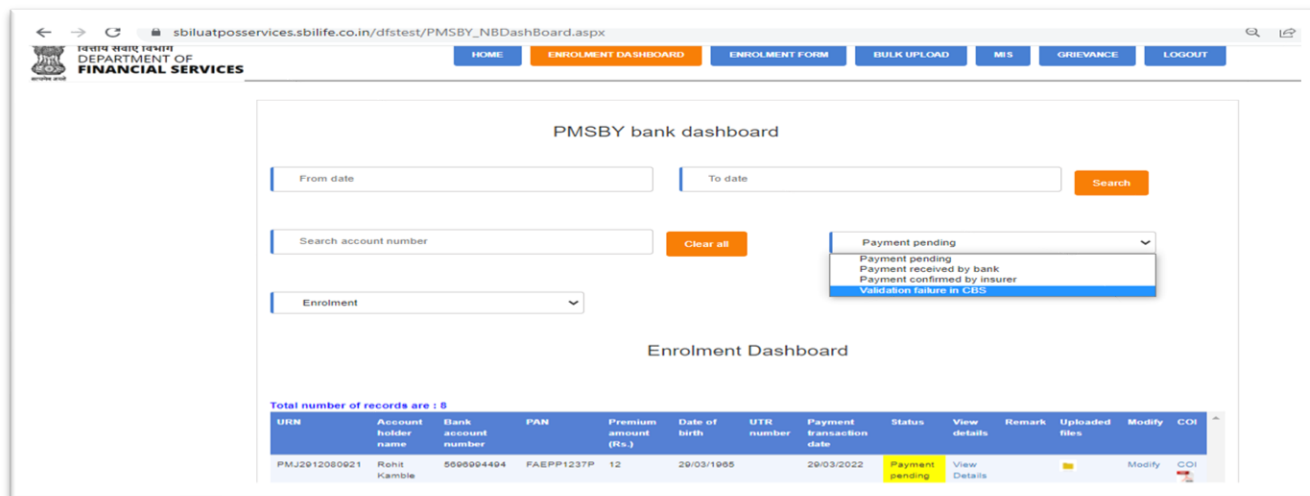 sbiluatposservices.sbilife.co.in/dfstest/PMSBY_NBDashBoard.aspx
वित्तीय सेवाएं विभाग
DEPARTMENT OF
FINANCIAL SERVICES
HOME ENROLMENT DASHBOARD ENROLMENT FORM BULK UPLOAD MIS GRIEVANCE LOGOUT
PMSBY bank dashboard
From date To date Search
Search account number Clear all Payment pending
Payment pending
Payment received by bank
Payment confirmed by insurer
Validation failure in CBS
Enrolment
Enrolment Dashboard
Total number of records are : 8
URN Account Bank PAN Premium Date of UTR Payment Status View Remark Uploaded Modify COI
holder account amount birth number transaction details files
name number (Rs.) date
PMJ2912080921 Rohit 5696994494 FAEPP1237P 12 29/03/1965 29/03/2022 Payment View Modify COI
Kamble pending Details